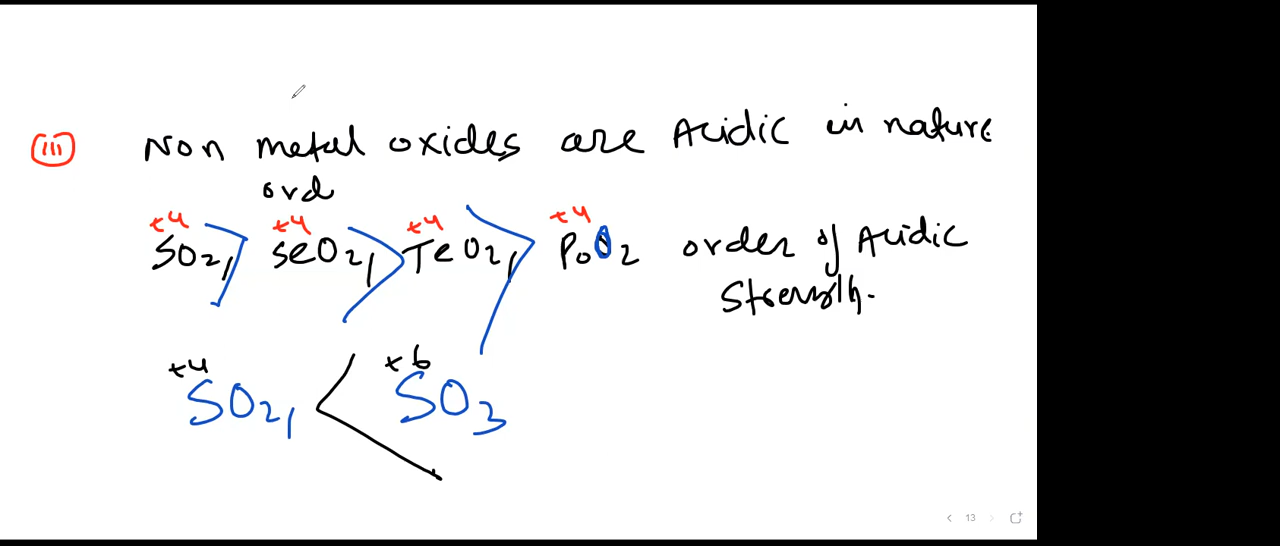 (iii) Non metal oxides are Acidic in nature
ord
+4 +4 +4 +4
SO2, > SeO2, > TeO2, > PoO2 order of Acidic
Strength.
+4 +6
SO2, < SO3
13